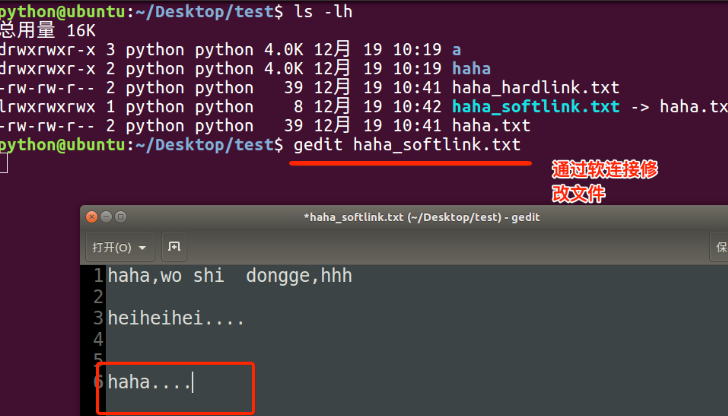 python@ubuntu:~/Desktop/test$ ls -lh
总用量 16K
drwxrwxr-x 3 python python 4.0K 12月 19 10:19 a
drwxrwxr-x 2 python python 4.0K 12月 19 10:19 haha
-rw-rw-r-- 2 python python   39 12月 19 10:41 haha_hardlink.txt
lrwxrwxrwx 1 python python    8 12月 19 10:42 haha_softlink.txt -> haha.tx
-rw-rw-r-- 2 python python   39 12月 19 10:41 haha.txt
python@ubuntu:~/Desktop/test$ gedit haha_softlink.txt
通过软连接修
改文件
*haha_softlink.txt (~/Desktop/test) - gedit
打开(O)
保
1 haha,wo shi  dongge,hhh
2
3 heiheihei....
4
5
6 haha....